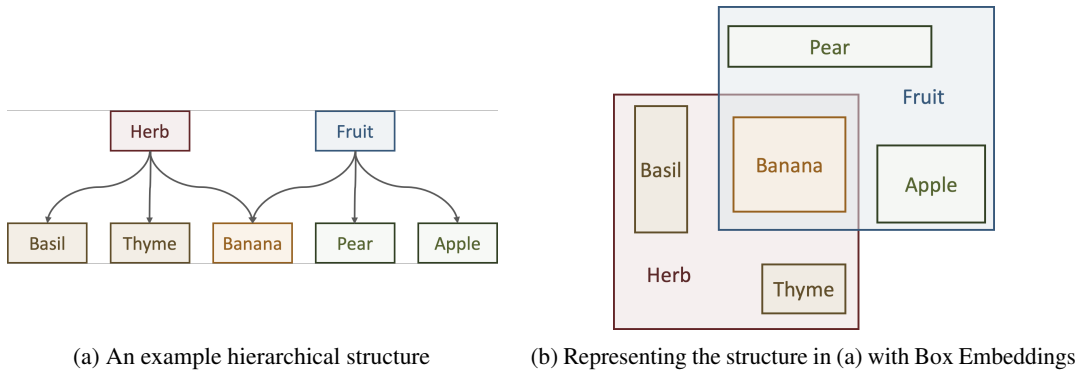 Herb
Fruit
Basil
Thyme
Banana
Pear
Apple
(a) An example hierarchical structure
Pear
Fruit
Basil
Banana
Apple
Herb
Thyme
(b) Representing the structure in (a) with Box Embeddings